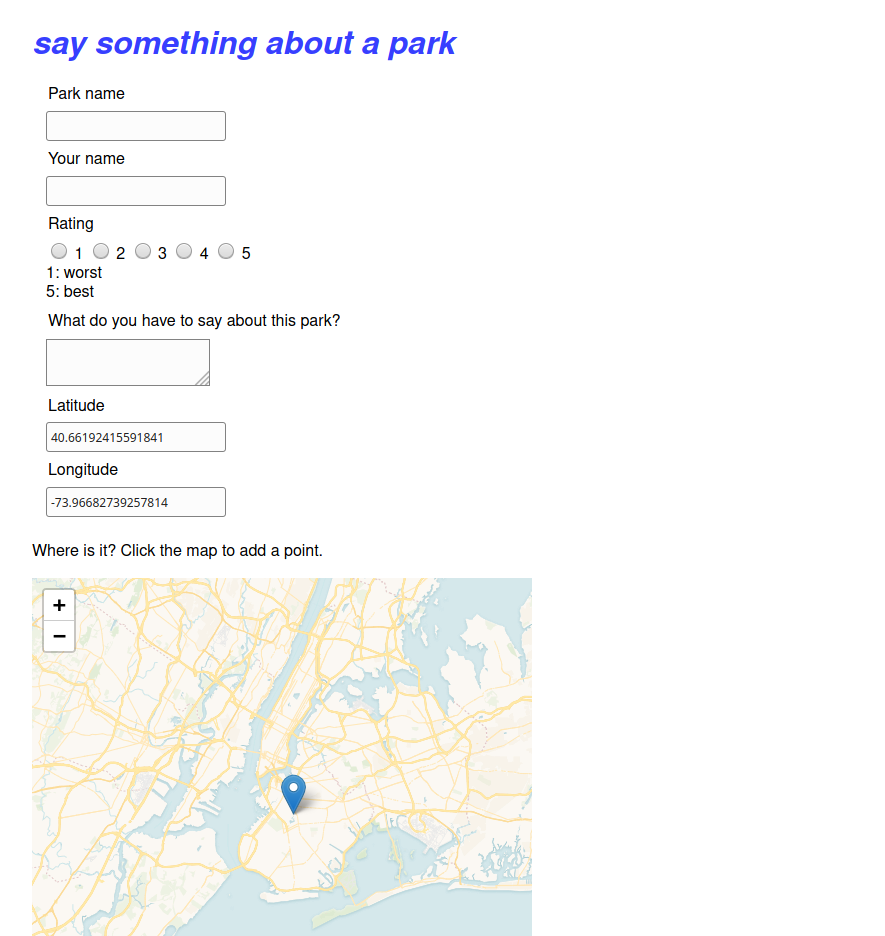 say something about a park
Park name
Your name
Rating
1 2 3 4 5
1: worst
5: best
What do you have to say about this park?
Latitude
40.66192415591841
Longitude
-73.96682739257814
Where is it? Click the map to add a point.
+
−